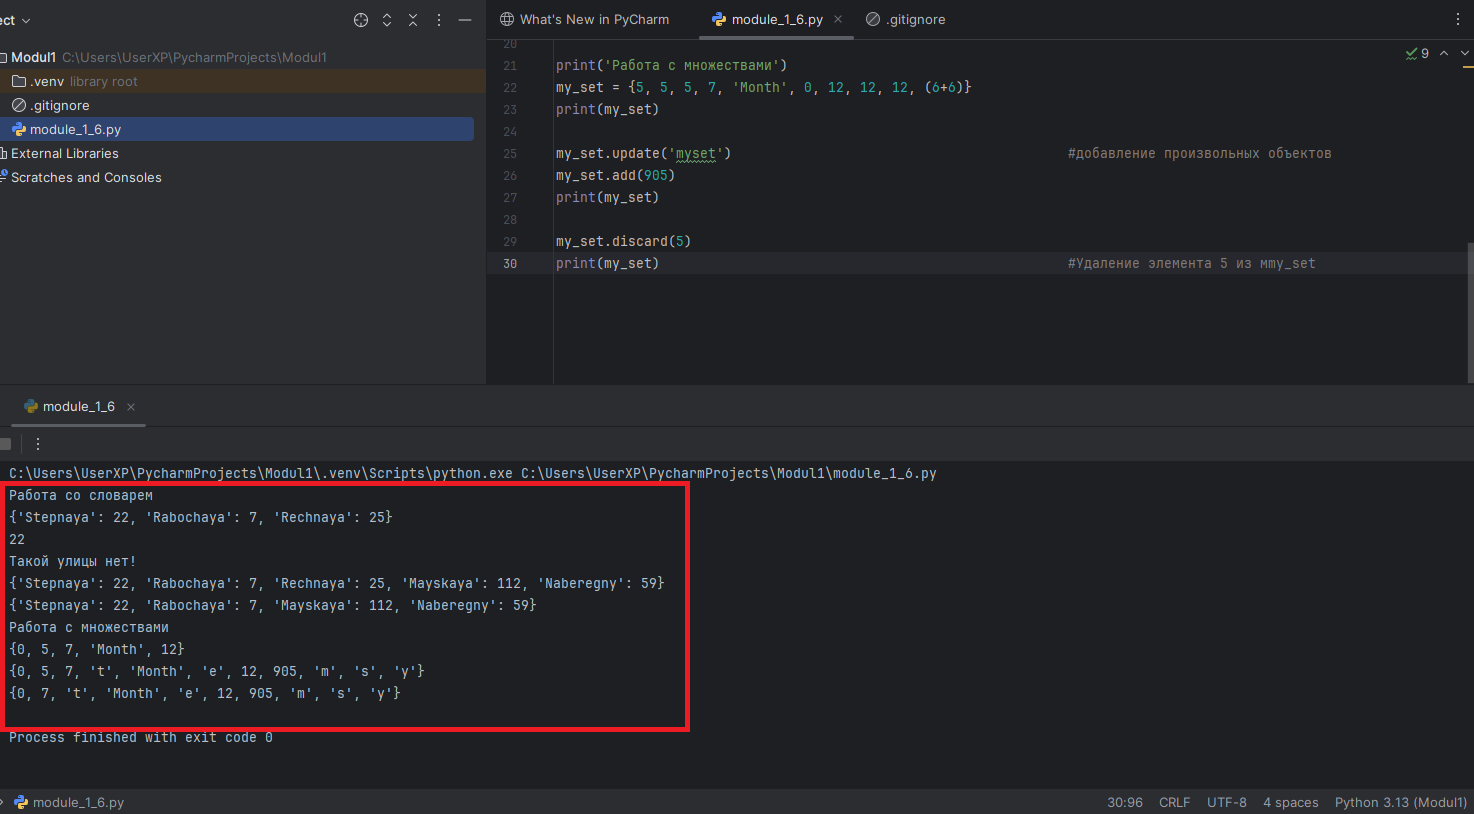 ect
What's New in PyCharm
module_1_6.py
.gitignore
Modul1 C:\Users\UserXP\PycharmProjects\Modul1
.venv library root
.gitignore
module_1_6.py
External Libraries
Scratches and Consoles
9
20
21 print('Работа с множествами')
22 my_set = {5, 5, 5, 7, 'Month', 0, 12, 12, 12, (6+6)}
23 print(my_set)
24
25 my_set.update('myset') #добавление произвольных объектов
26 my_set.add(905)
27 print(my_set)
28
29 my_set.discard(5)
30 print(my_set) #Удаление элемента 5 из мmy_set
module_1_6
C:\Users\UserXP\PycharmProjects\Modul1\.venv\Scripts\python.exe C:\Users\UserXP\PycharmProjects\Modul1\module_1_6.py
Работа со словарем
{'Stepnaya': 22, 'Rabochaya': 7, 'Rechnaya': 25}
22
Такой улицы нет!
{'Stepnaya': 22, 'Rabochaya': 7, 'Rechnaya': 25, 'Mayskaya': 112, 'Naberegny': 59}
{'Stepnaya': 22, 'Rabochaya': 7, 'Mayskaya': 112, 'Naberegny': 59}
Работа с множествами
{0, 5, 7, 'Month', 12}
{0, 5, 7, 't', 'Month', 'e', 12, 905, 'm', 's', 'y'}
{0, 7, 't', 'Month', 'e', 12, 905, 'm', 's', 'y'}
Process finished with exit code 0
module_1_6.py
30:96 CRLF UTF-8 4 spaces Python 3.13 (Modul1)